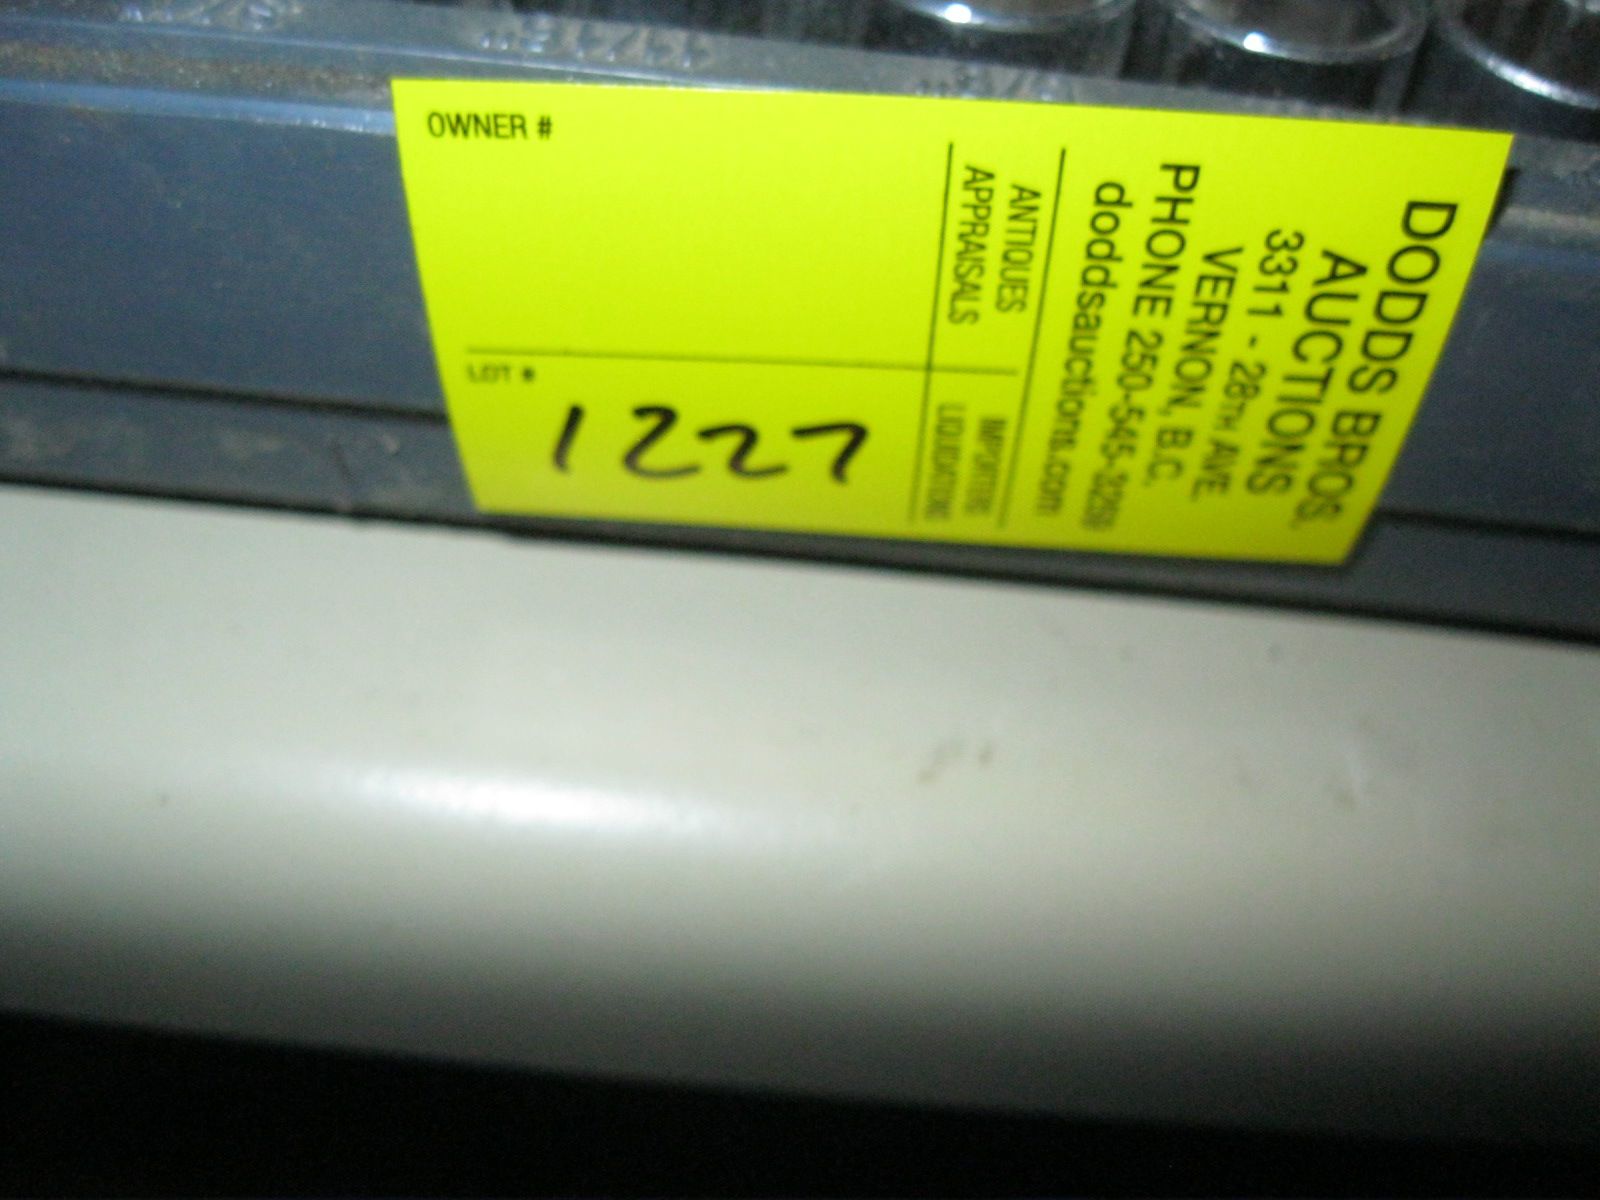 OWNER #
LOT #
1227
DODDS BROS.
AUCTIONS
3311 - 28TH AVE.
VERNON, B.C.
PHONE 250-545-3259
doddsauctions.com
ANTIQUES
APPRAISALS
IMPORTERS
LIQUIDATIONS